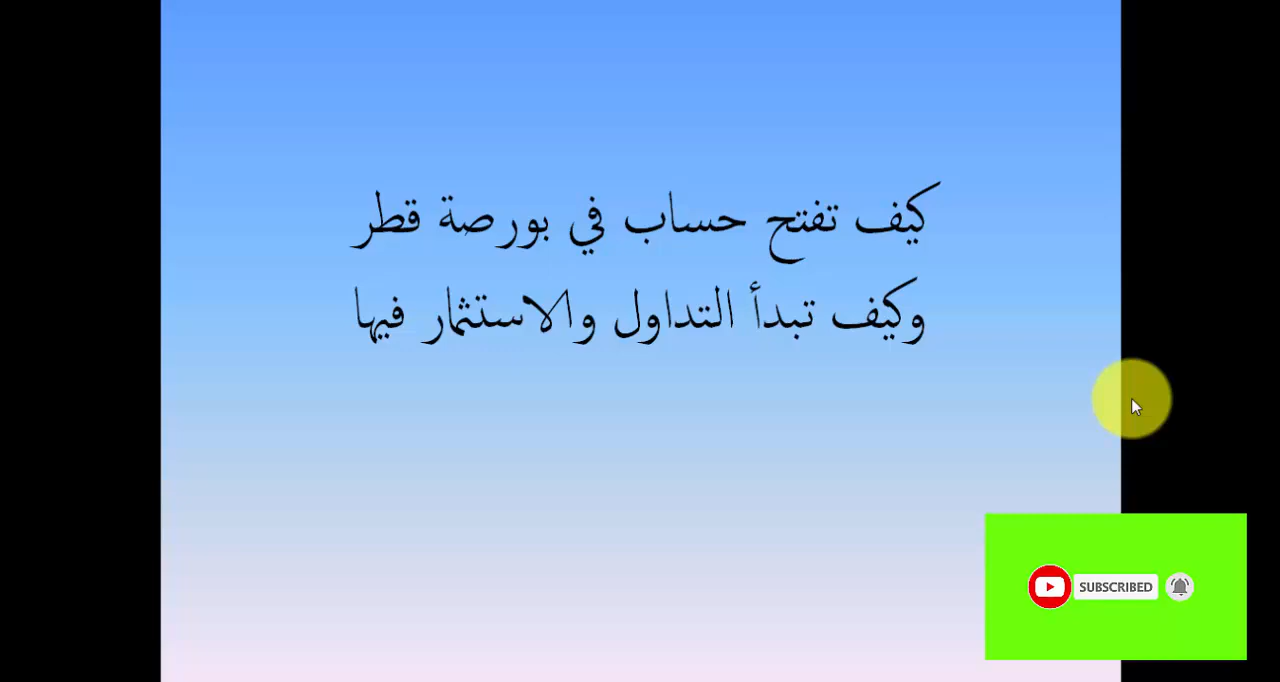 كيف تفتح حساب في بورصة قطر
وكيف تبدأ التداول والاستثمار فيها
SUBSCRIBED